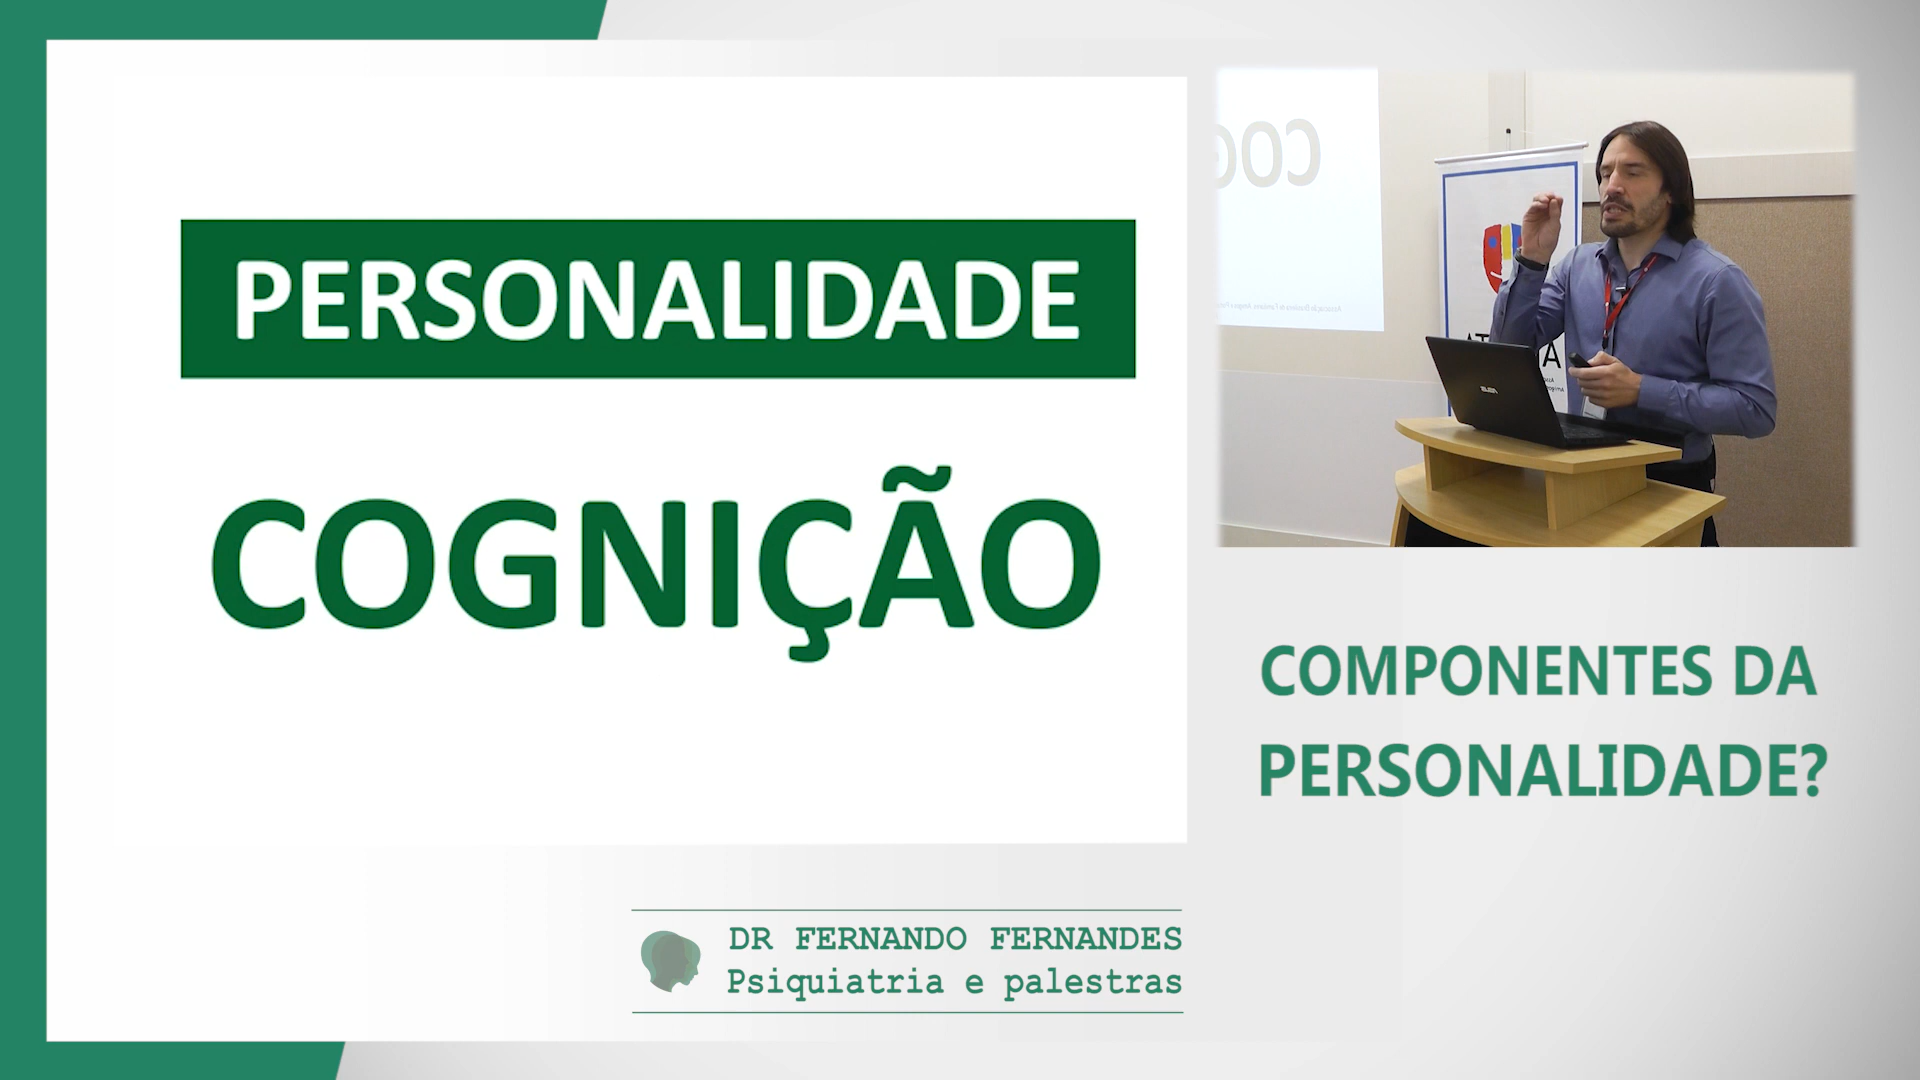 PERSONALIDADE
COGNIÇÃO
COMPONENTES DA
PERSONALIDADE?
DR FERNANDO FERNANDES
Psiquiatria e palestras